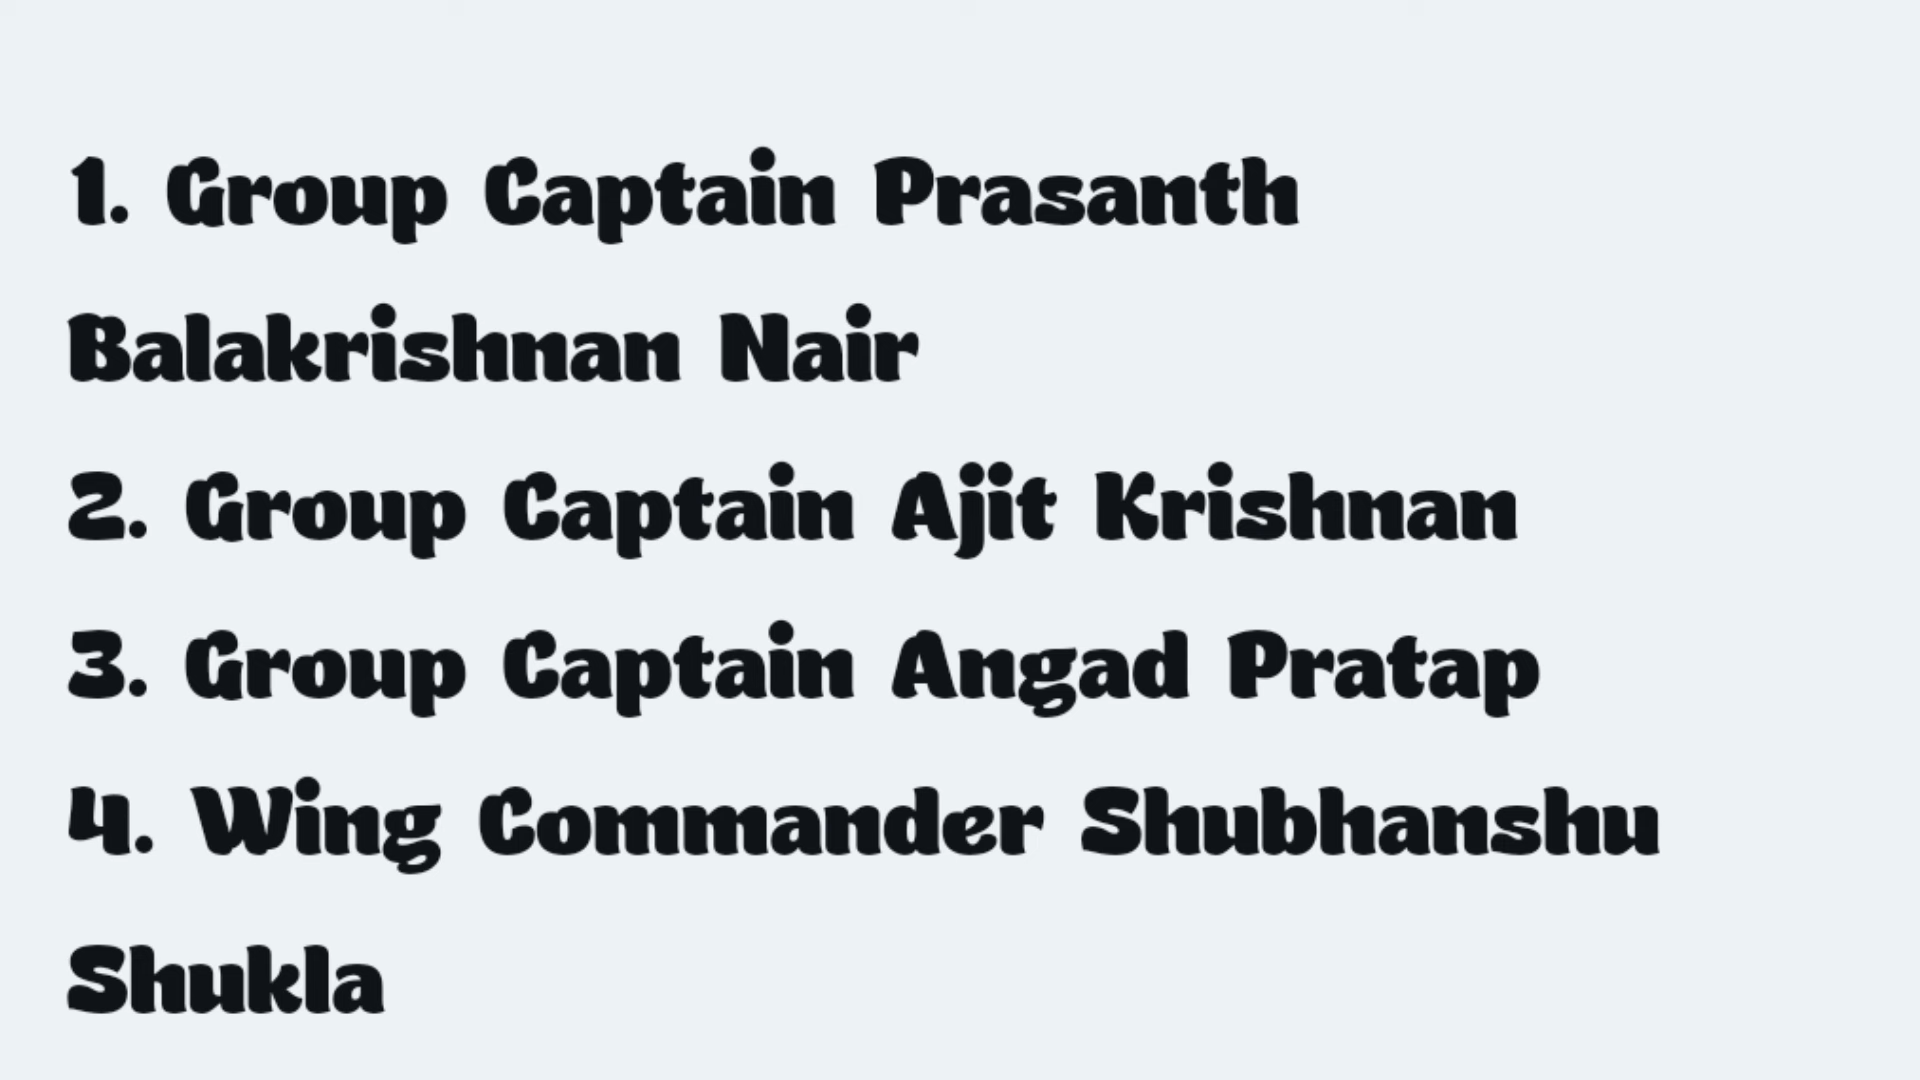 1. Group Captain Prasanth
Balakrishnan Nair
2. Group Captain Ajit Krishnan
3. Group Captain Angad Pratap
4. Wing Commander Shubhanshu
Shukla